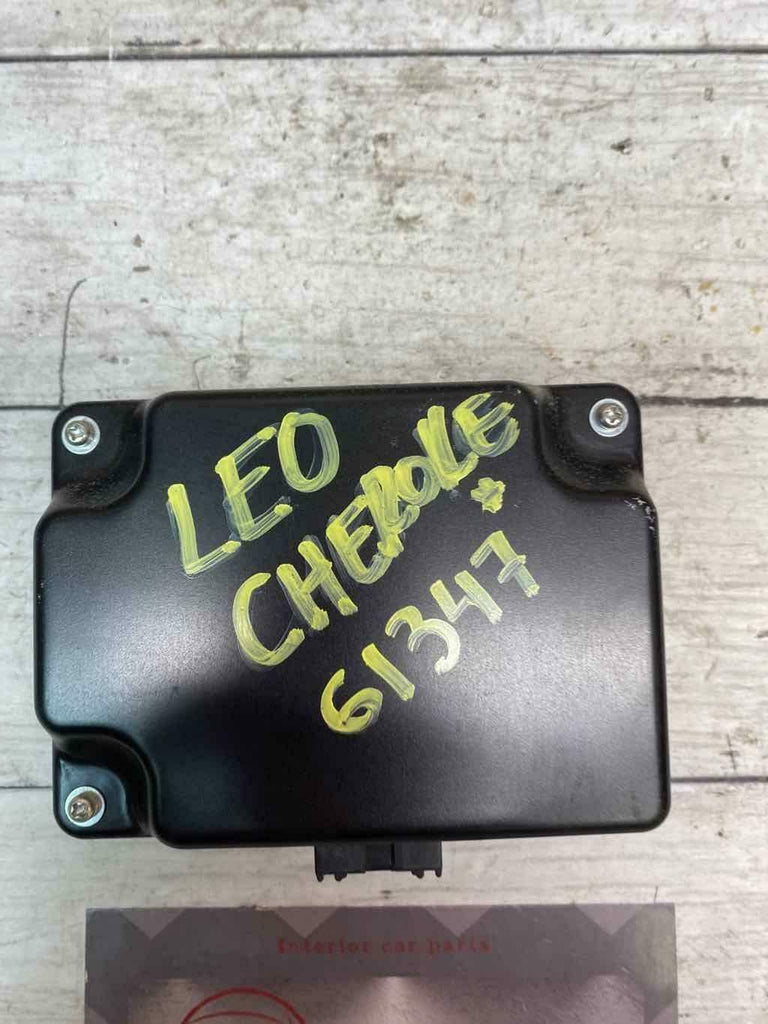 LEO
CHEROLE
61347
Interior car parts